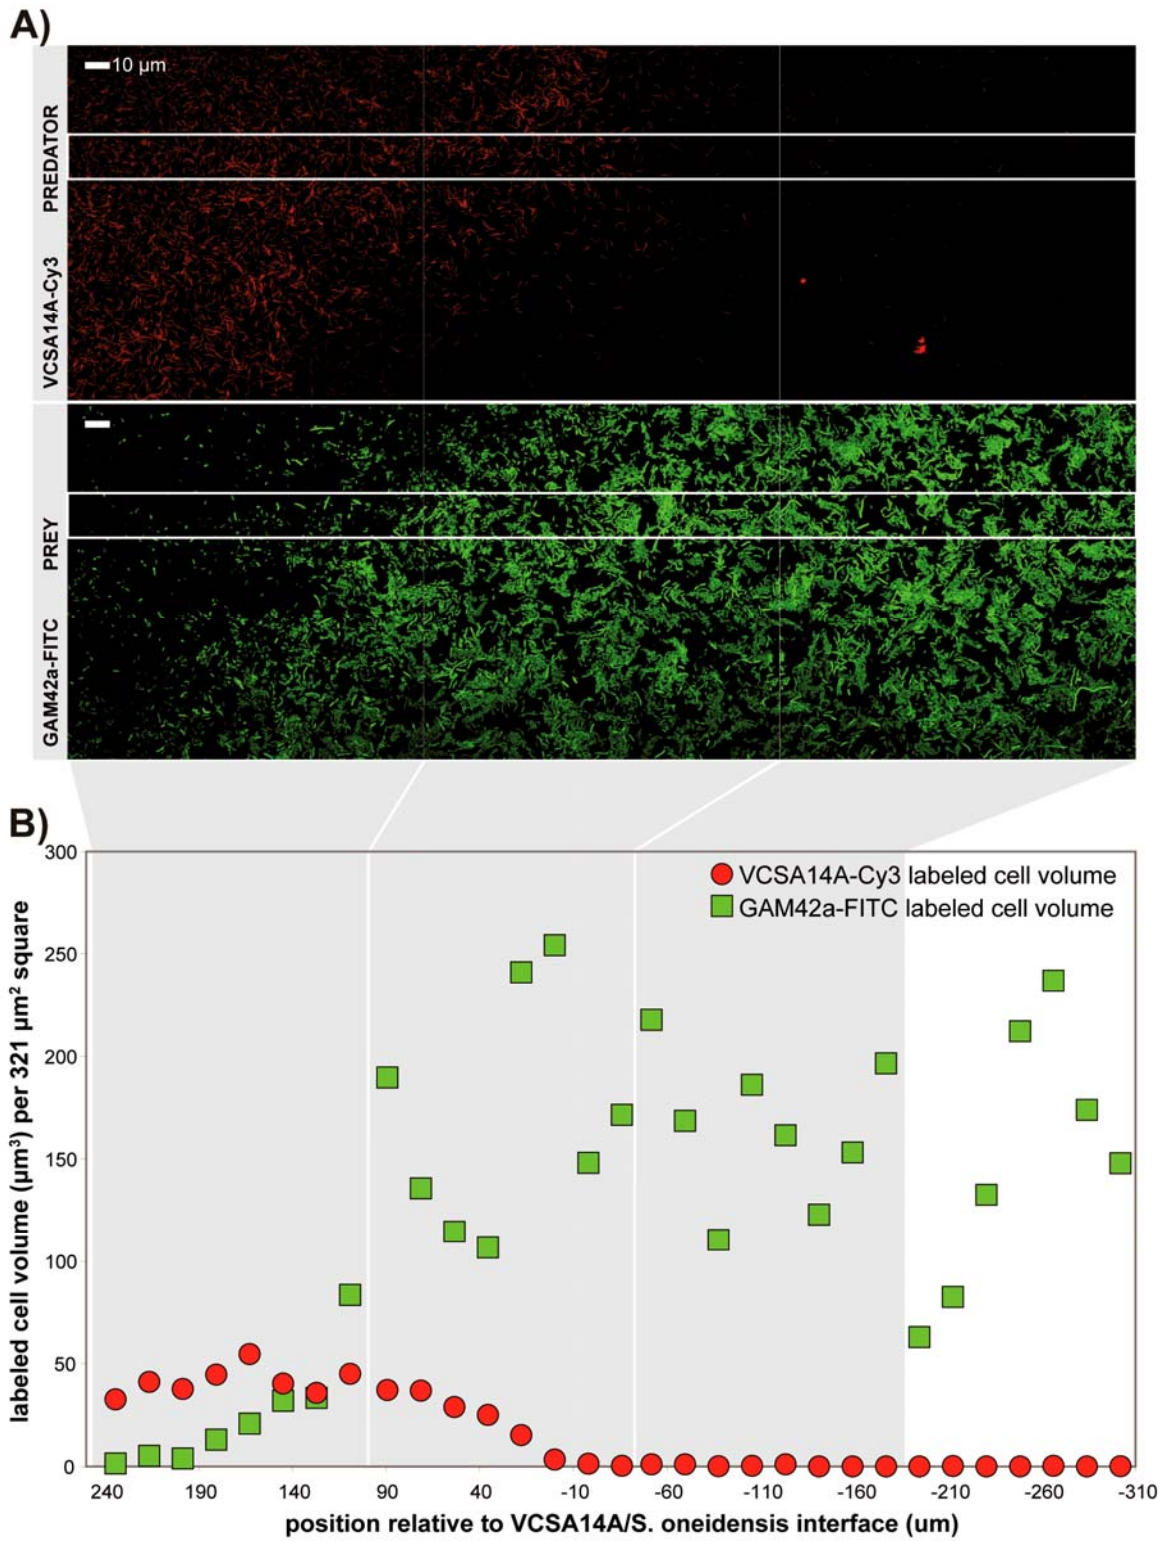 A)
10 µm
PREDATOR
VCSA14A-Cy3
PREY
GAM42a-FITC
B)
300
VCSA14A-Cy3 labeled cell volume
GAM42a-FITC labeled cell volume
250
200
150
100
50
0
labeled cell volume (µm³) per 321 µm² square
240 190 140 90 40 -10 -60 -110 -160 -210 -260 -310
position relative to VCSA14A/S. oneidensis interface (um)